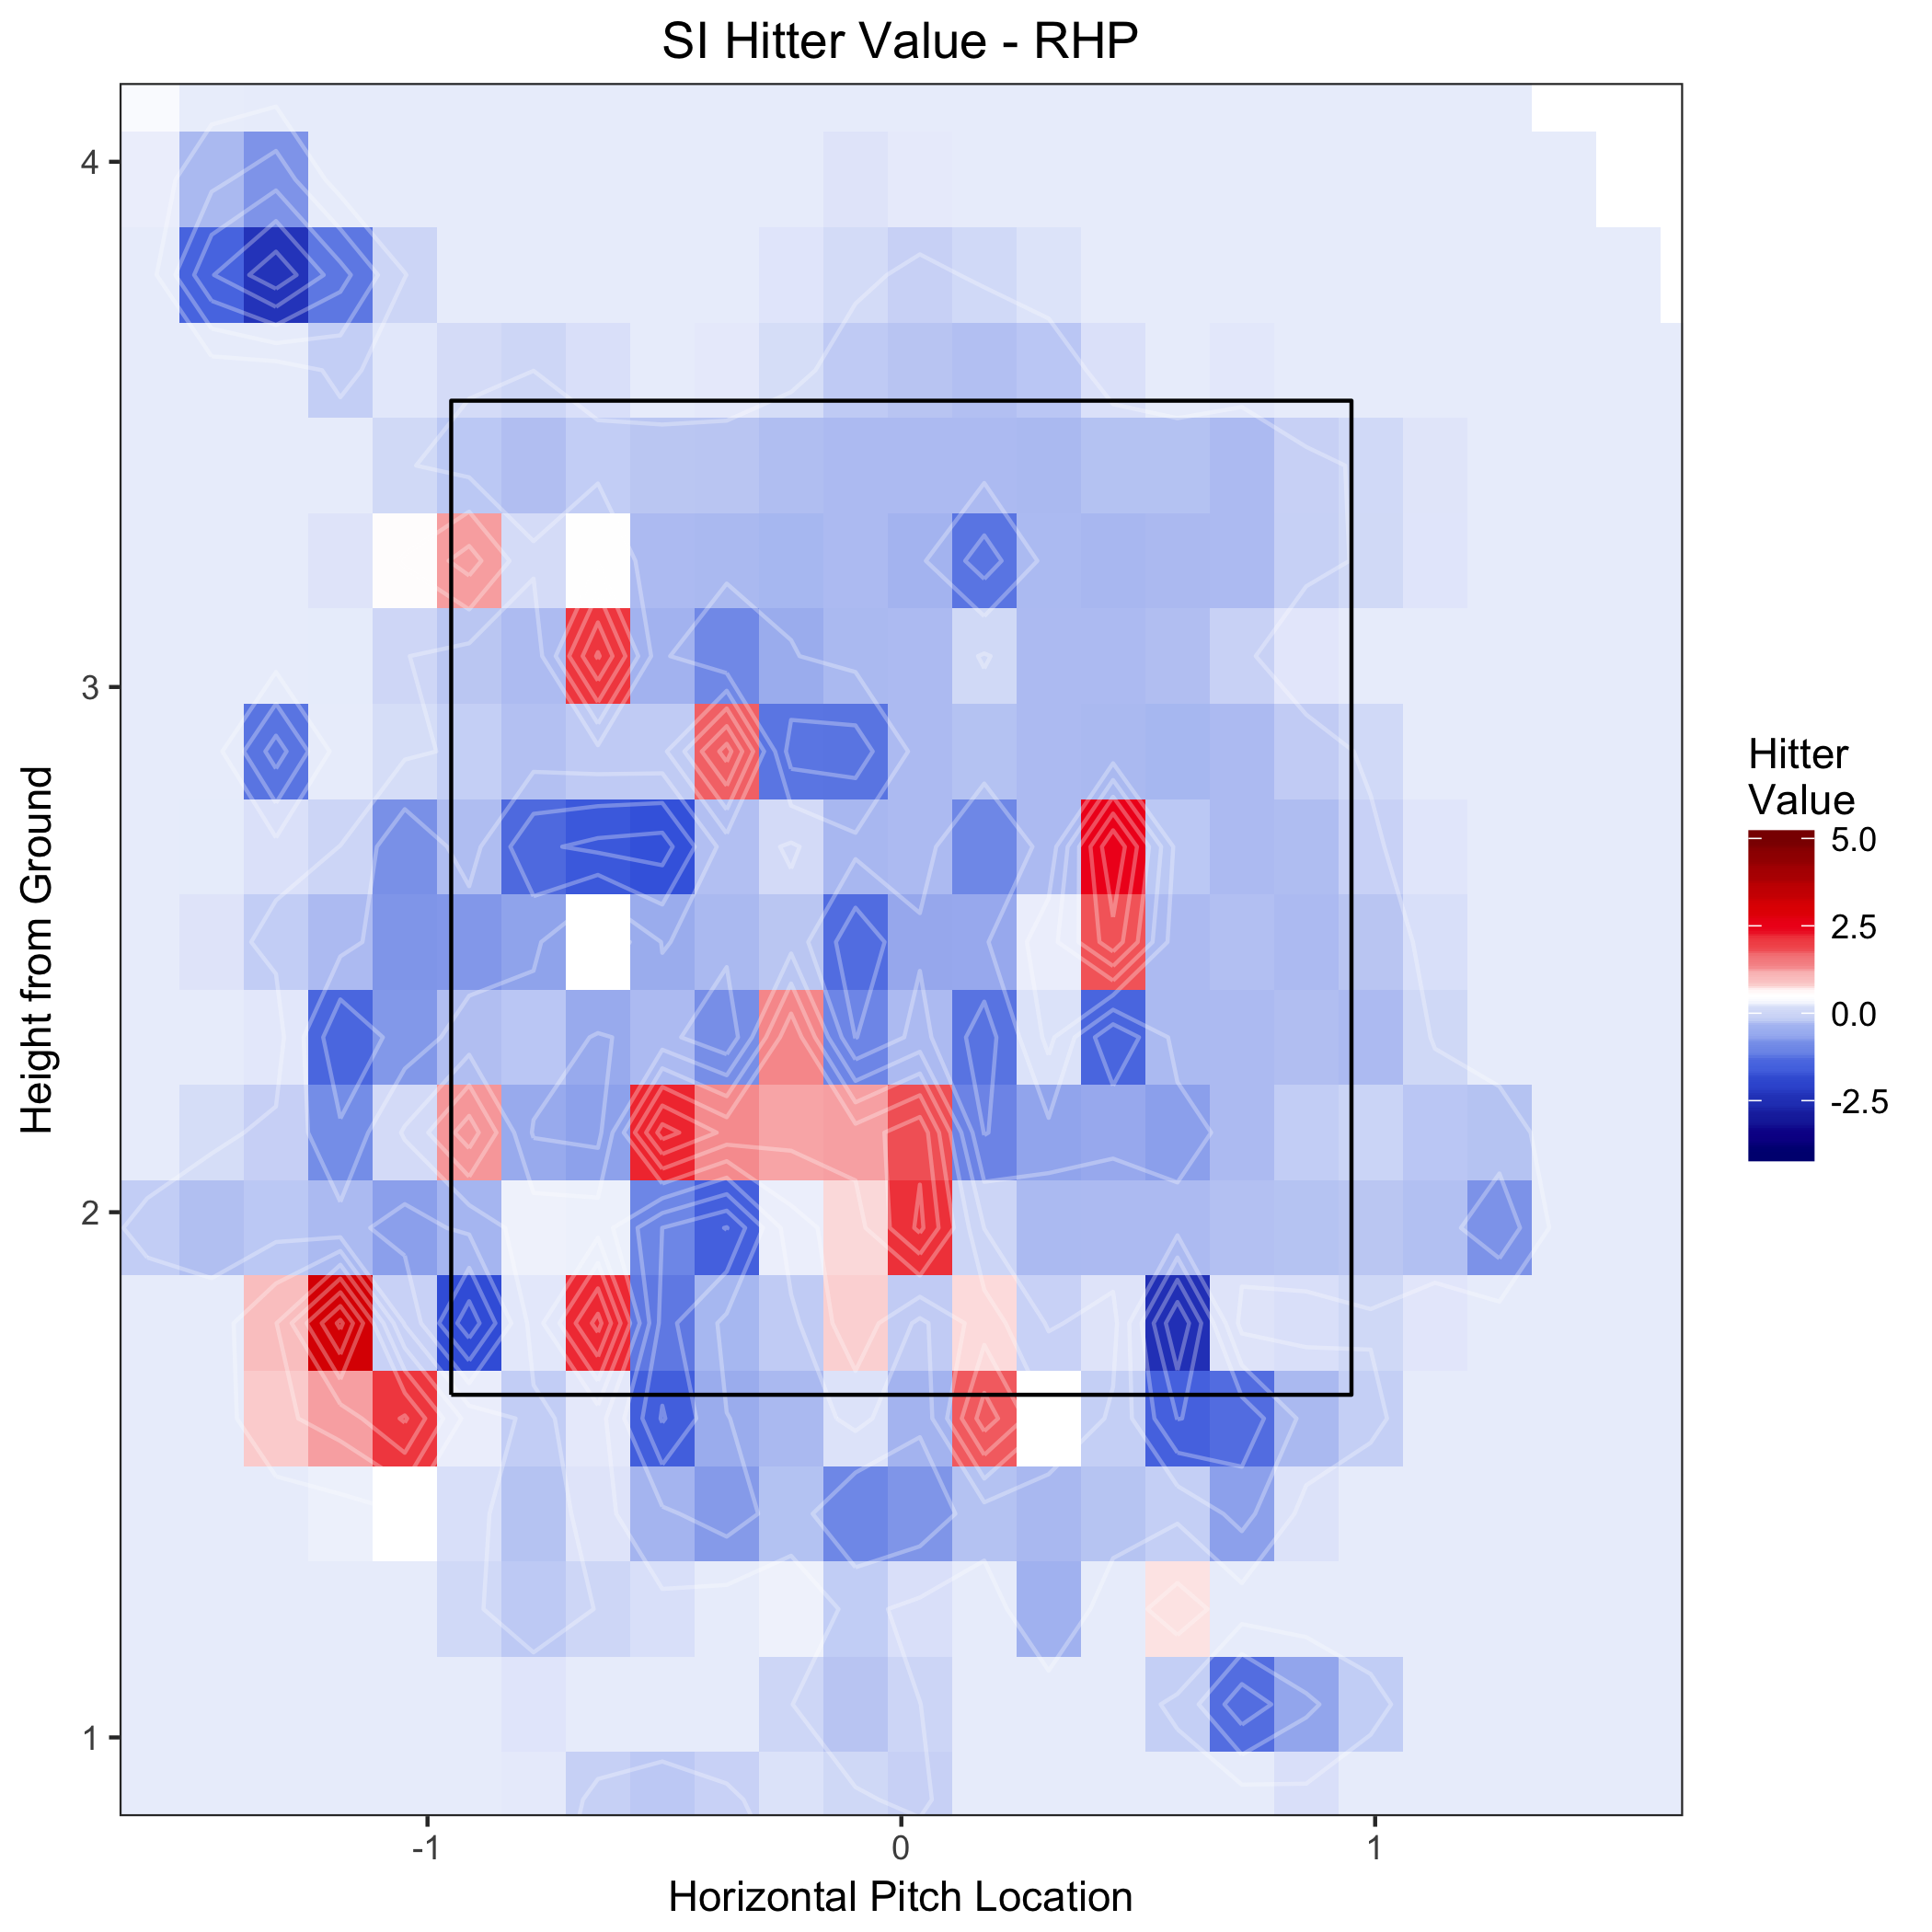 SI Hitter Value - RHP
4
3
2
1
Height from Ground
-1
0
1
Horizontal Pitch Location
Hitter
Value
5.0
2.5
0.0
-2.5